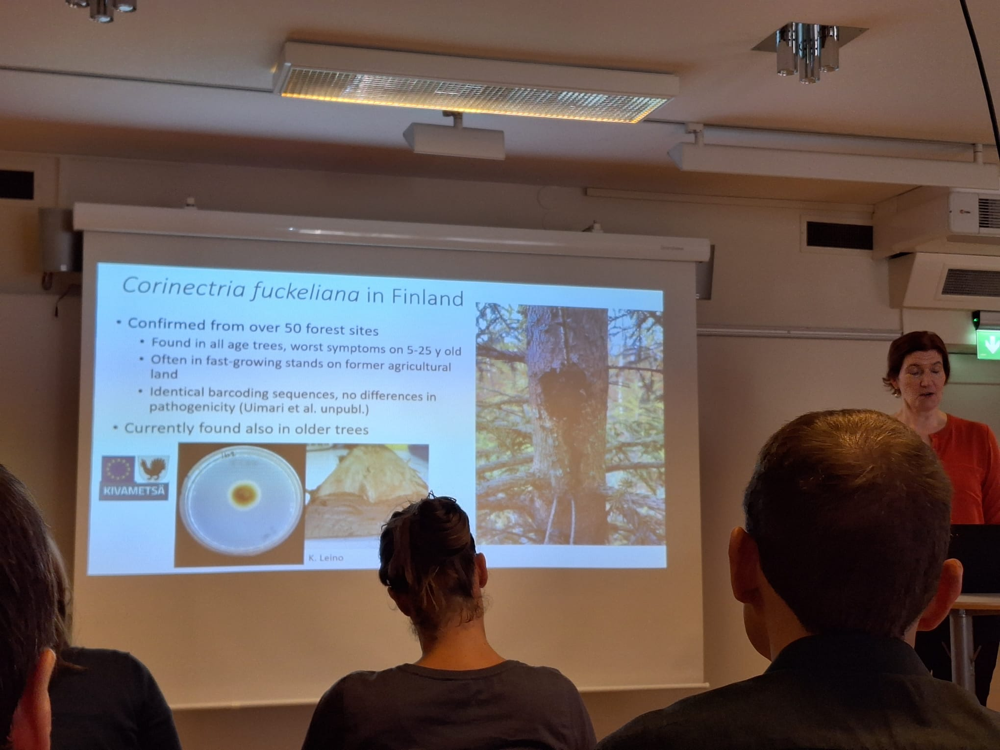 Corinectria fuckeliana in Finland
• Confirmed from over 50 forest sites
• Found in all age trees, worst symptoms on 5-25 y old
• Often in fast-growing stands on former agricultural
land
• Identical barcoding sequences, no differences in
pathogenicity (Uimari et al. unpubl.)
• Currently found also in older trees
KIVAMETSÄ
K. Leino